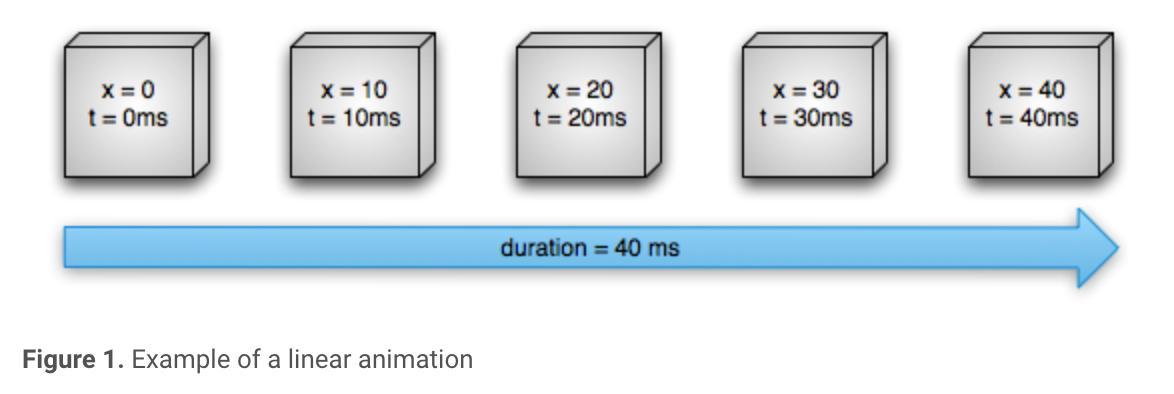 x = 0
t = 0ms
x = 10
t = 10ms
x = 20
t = 20ms
x = 30
t = 30ms
x = 40
t = 40ms
duration = 40 ms
Figure 1. Example of a linear animation